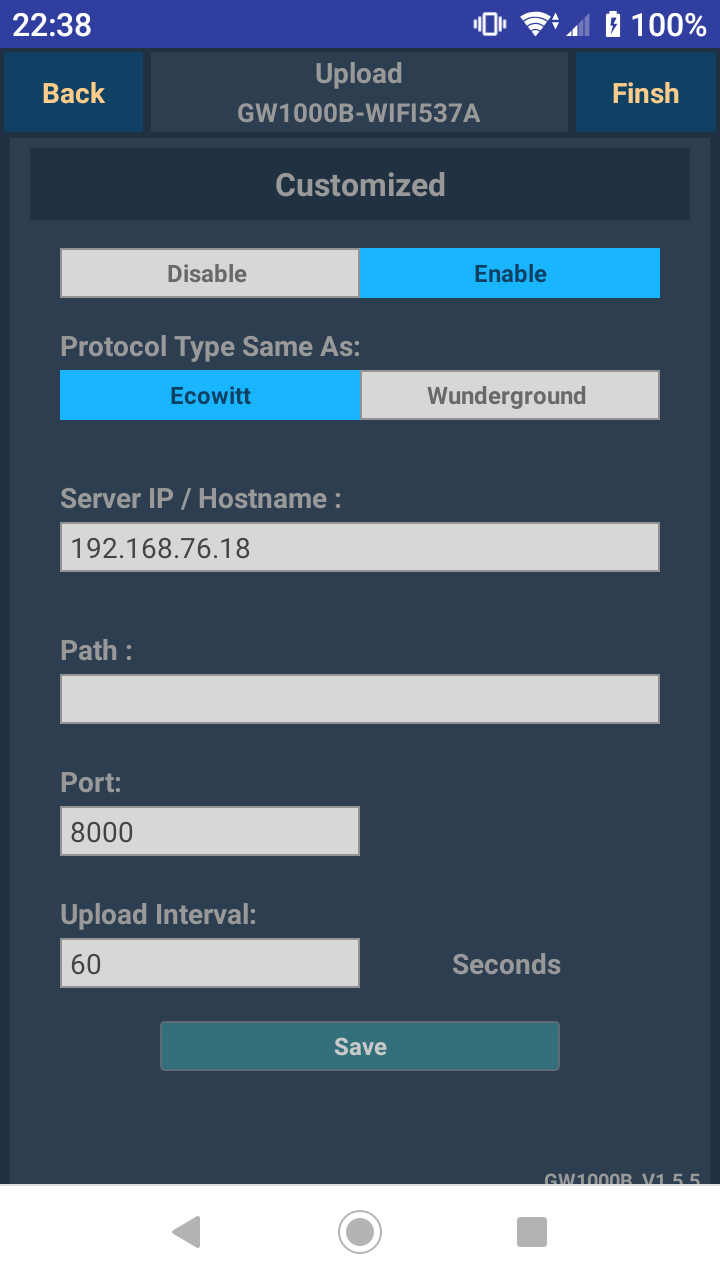 22:38 100%
Back Upload Finsh
GW1000B-WIFI537A
Customized
Disable Enable
Protocol Type Same As:
Ecowitt Wunderground
Server IP / Hostname :
192.168.76.18
Path :
Port:
8000
Upload Interval:
60 Seconds
Save
GW1000B_V1.5.5